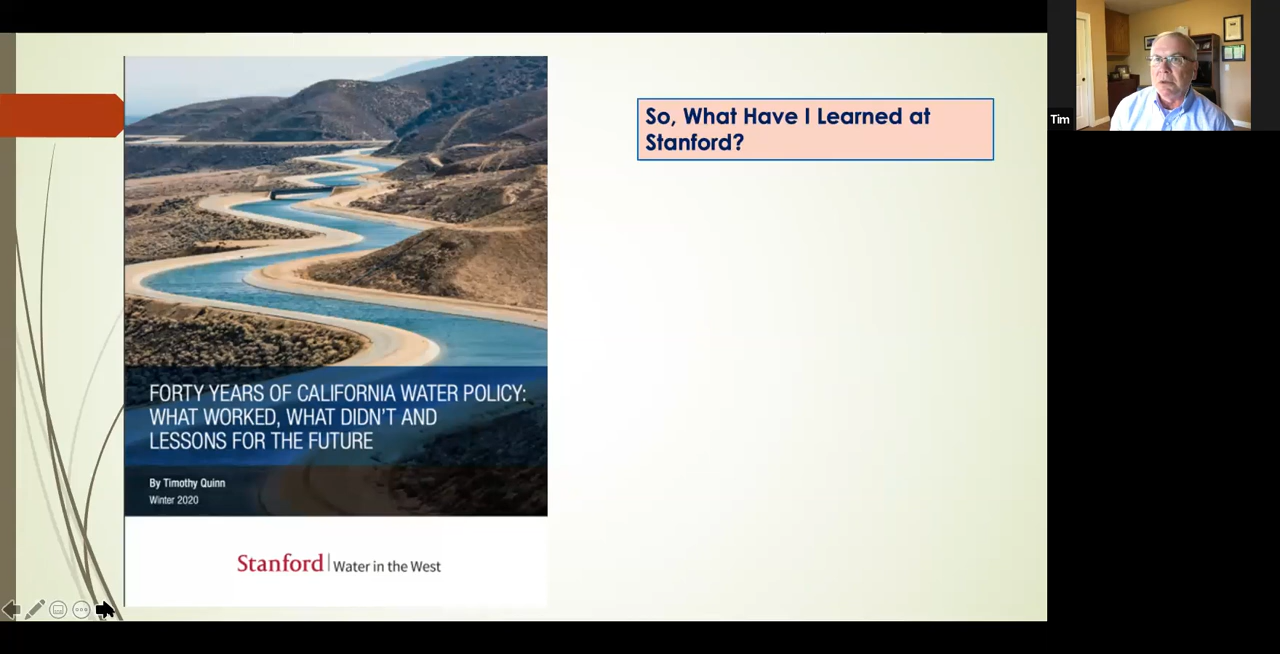 So, What Have I Learned at
Stanford?
Tim
FORTY YEARS OF CALIFORNIA WATER POLICY:
WHAT WORKED, WHAT DIDN'T AND
LESSONS FOR THE FUTURE
By Timothy Quinn
Winter 2020
Stanford | Water in the West